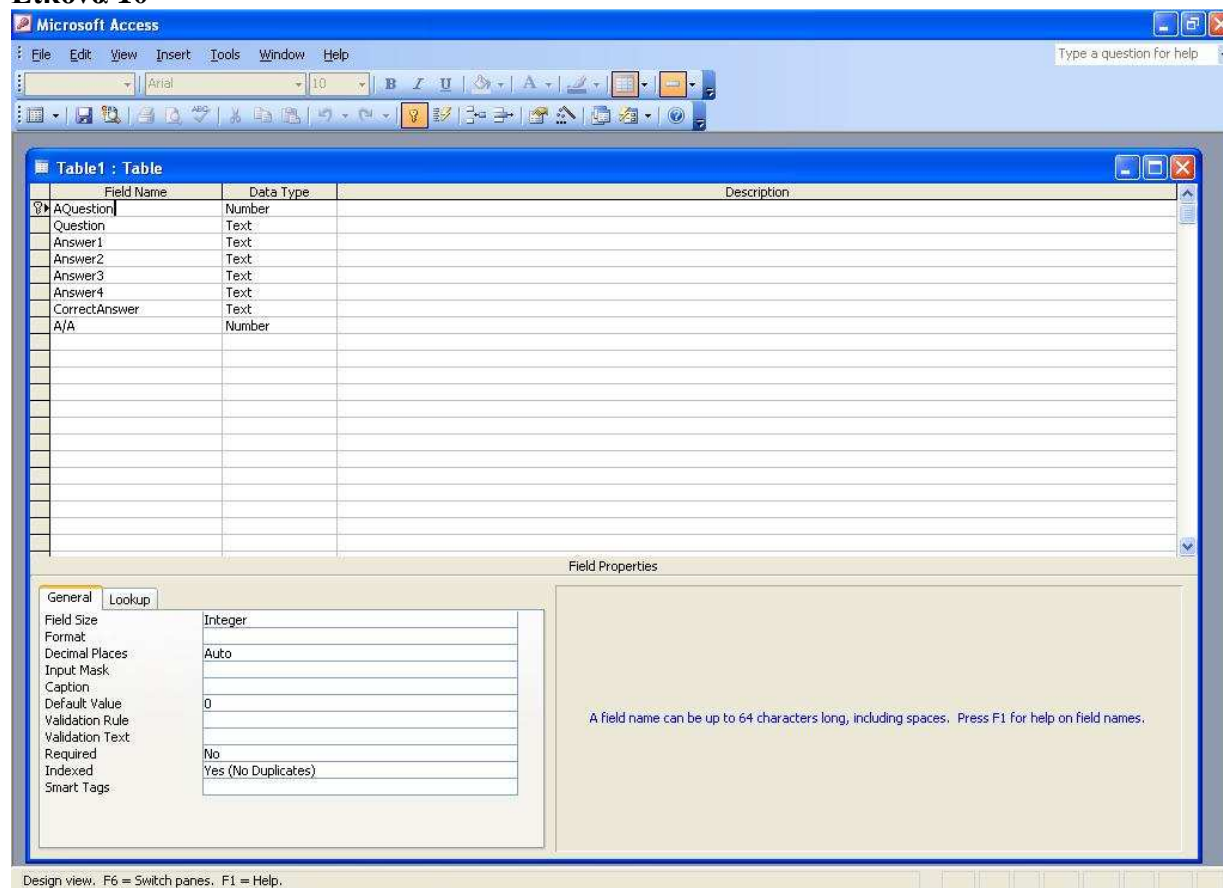 Εικόνα 10
Microsoft Access
File Edit View Insert Tools Window Help
Type a question for help
Arial 10 B I U A
ABC
Table1 : Table
Field Name Data Type Description
AQuestion Number
Question Text
Answer1 Text
Answer2 Text
Answer3 Text
Answer4 Text
CorrectAnswer Text
A/A Number
Field Properties
General Lookup
Field Size Integer
Format
Decimal Places Auto
Input Mask
Caption
Default Value 0
Validation Rule
Validation Text
Required No
Indexed Yes (No Duplicates)
Smart Tags
A field name can be up to 64 characters long, including spaces. Press F1 for help on field names.
Design view. F6 = Switch panes. F1 = Help.